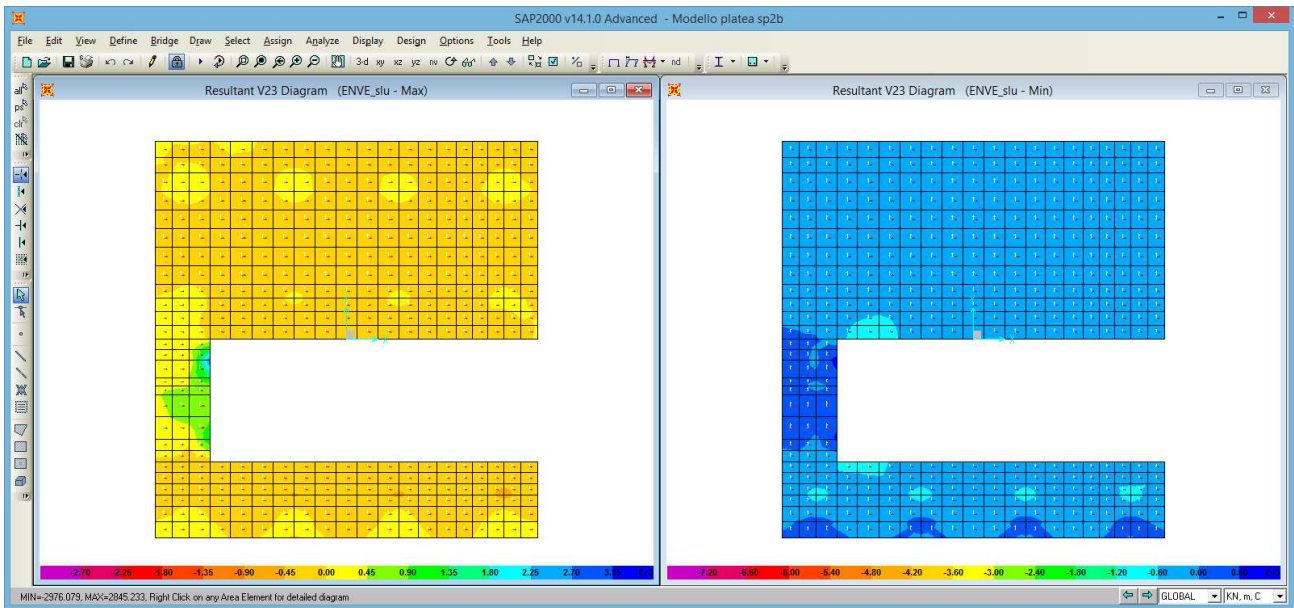 SAP2000 v14.1.0 Advanced - Modello platea sp2b
File Edit View Define Bridge Draw Select Assign Analyze Display Design Options Tools Help
3-d xy xz yz nv nd
all
ps
clr
Resultant V23 Diagram (ENVE_slu - Max)
Resultant V23 Diagram (ENVE_slu - Min)
-2.70 -2.25 -1.80 -1.35 -0.90 -0.45 0.00 0.45 0.90 1.35 1.80 2.25 2.70
-7.20 -6.60 -6.00 -5.40 -4.80 -4.20 -3.60 -3.00 -2.40 -1.80 -1.20 -0.60 0.00
MIN=-2976.079, MAX=2845.233, Right Click on any Area Element for detailed diagram
GLOBAL
KN, m, C